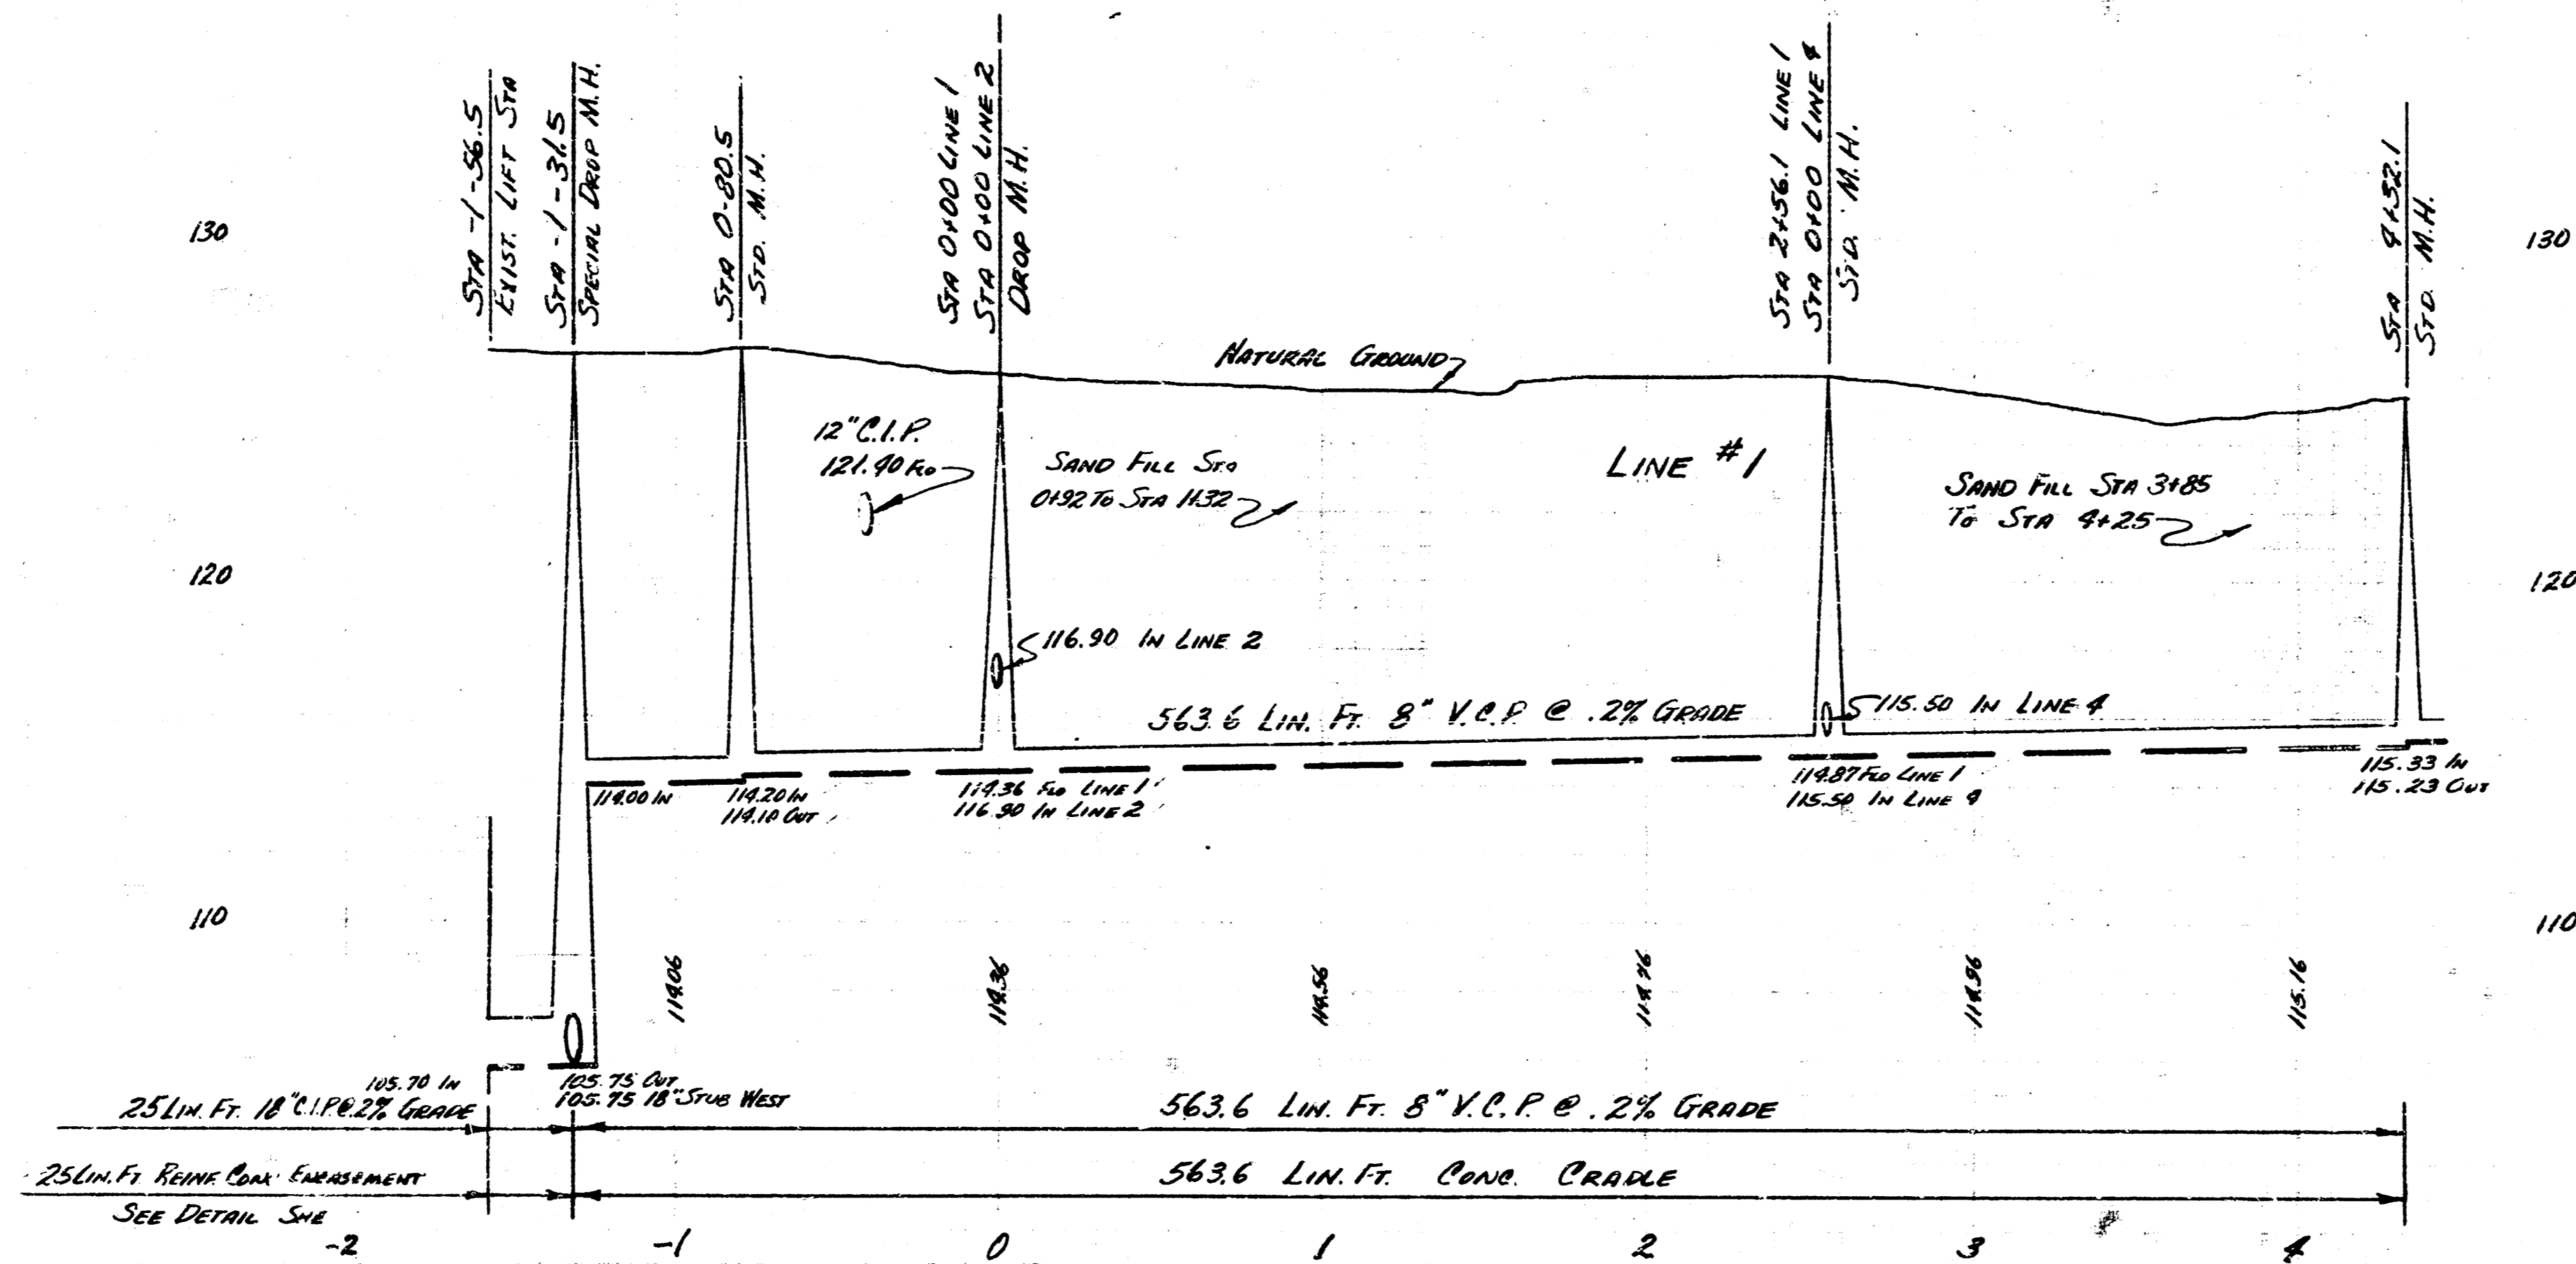 STA -1-56.5
EXIST. LIFT STA
STA -1-31.5
SPECIAL DROP M.H.
STA 0-80.5
STD. M.H.
STA 0+00 LINE 1
STA 0+00 LINE 2
DROP M.H.
STA 2+56.1 LINE 1
STA 0+00 LINE 4
STD. M.H.
STA 4+32.1
STD. M.H.
130
130
NATURAL GROUND
12" C.I.P.
121.40 FLO
SAND FILL STA
0+92 TO STA 1+32
LINE #1
SAND FILL STA 3+85
TO STA 4+25
120
120
116.90 IN LINE 2
563.6 LIN. FT. 8" V.C.P. @ .2% GRADE
115.50 IN LINE 4
114.00 IN
114.20 IN
114.10 OUT
114.36 FLO LINE 1
116.90 IN LINE 2
114.87 FLO LINE 1
115.50 IN LINE 4
115.33 IN
115.23 OUT
110
110
114.06
114.36
114.56
114.76
114.96
115.16
105.70 IN
105.75 OUT
105.75 18" STUB WEST
25 LIN. FT. 18" C.I.P. @ .2% GRADE
563.6 LIN. FT. 8" V.C.P. @ .2% GRADE
25 LIN. FT REINF. CONC. ENCASEMENT
563.6 LIN. FT. CONC. CRADLE
SEE DETAIL SHE
-2 -1 0 1 2 3 4